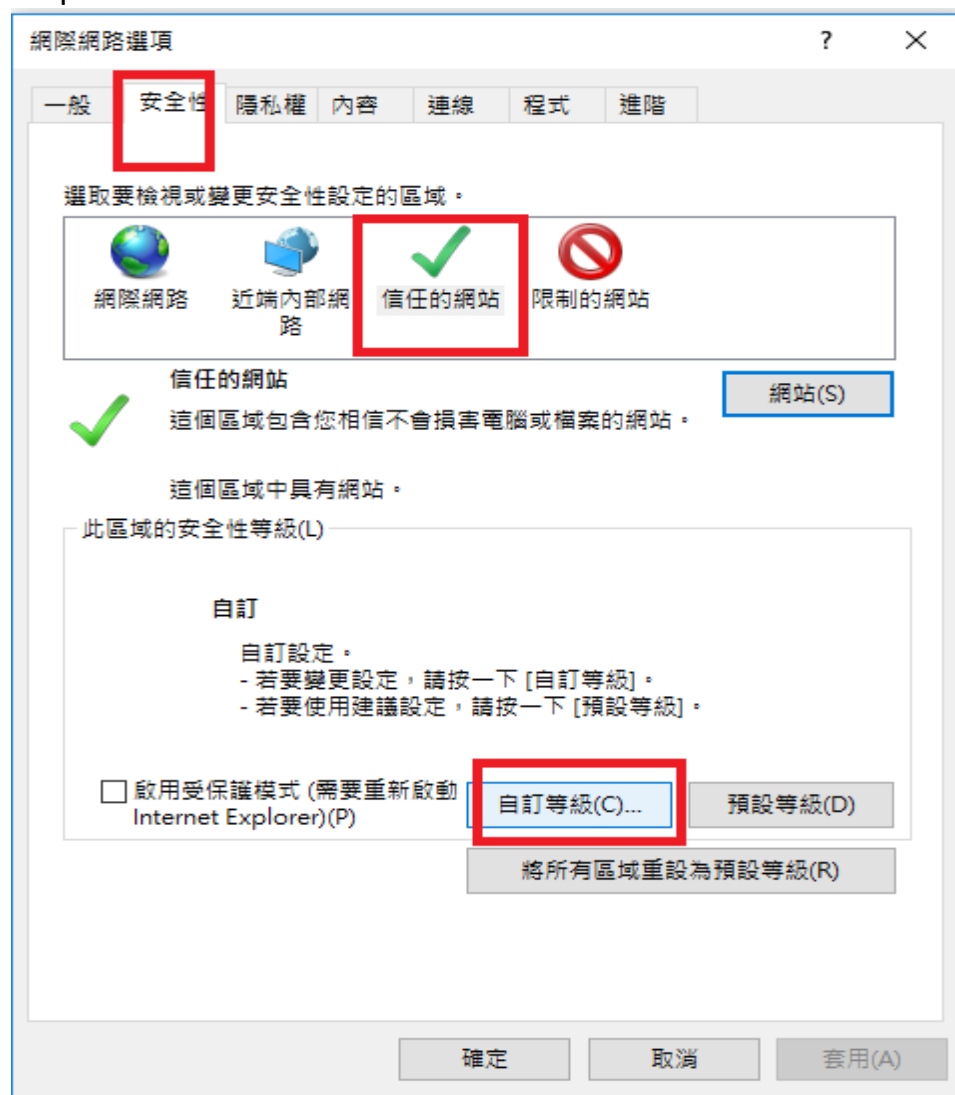 網際網路選項
?
一般 安全性 隱私權 內容 連線 程式 進階
選取要檢視或變更安全性設定的區域。
網際網路 近端內部網路 信任的網站 限制的網站
信任的網站
網站(S)
這個區域包含您相信不會損害電腦或檔案的網站。
這個區域中具有網站。
此區域的安全性等級(L)
自訂
自訂設定。
- 若要變更設定，請按一下 [自訂等級]。
- 若要使用建議設定，請按一下 [預設等級]。
啟用受保護模式 (需要重新啟動
Internet Explorer)(P)
自訂等級(C)...
預設等級(D)
將所有區域重設為預設等級(R)
確定 取消 套用(A)